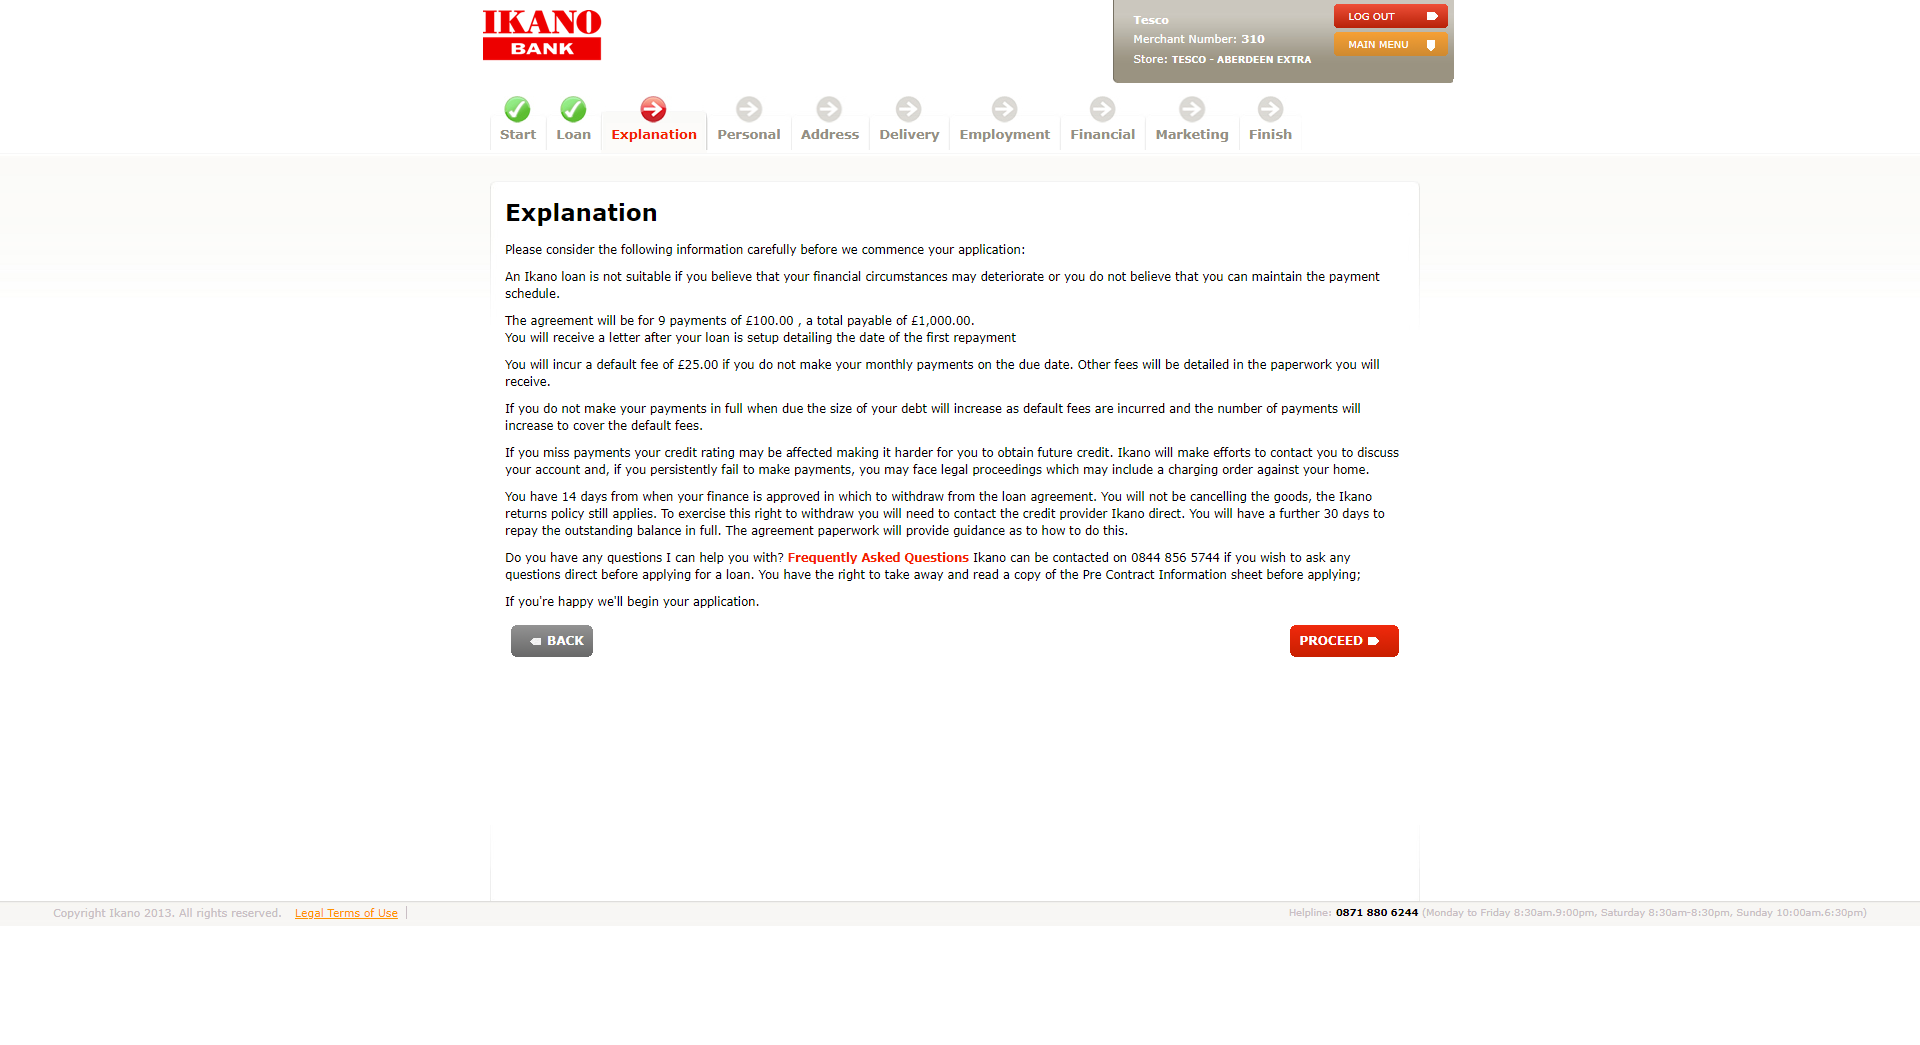 IKANO
BANK
Tesco
Merchant Number: 310
Store: TESCO - ABERDEEN EXTRA
LOG OUT
MAIN MENU
Start
Loan
Explanation
Personal
Address
Delivery
Employment
Financial
Marketing
Finish
Explanation
Please consider the following information carefully before we commence your application:
An Ikano loan is not suitable if you believe that your financial circumstances may deteriorate or you do not believe that you can maintain the payment
schedule.
The agreement will be for 9 payments of £100.00 , a total payable of £1,000.00.
You will receive a letter after your loan is setup detailing the date of the first repayment
You will incur a default fee of £25.00 if you do not make your monthly payments on the due date. Other fees will be detailed in the paperwork you will
receive.
If you do not make your payments in full when due the size of your debt will increase as default fees are incurred and the number of payments will
increase to cover the default fees.
If you miss payments your credit rating may be affected making it harder for you to obtain future credit. Ikano will make efforts to contact you to discuss
your account and, if you persistently fail to make payments, you may face legal proceedings which may include a charging order against your home.
You have 14 days from when your finance is approved in which to withdraw from the loan agreement. You will not be cancelling the goods, the Ikano
returns policy still applies. To exercise this right to withdraw you will need to contact the credit provider Ikano direct. You will have a further 30 days to
repay the outstanding balance in full. The agreement paperwork will provide guidance as to how to do this.
Do you have any questions I can help you with? Frequently Asked Questions Ikano can be contacted on 0844 856 5744 if you wish to ask any
questions direct before applying for a loan. You have the right to take away and read a copy of the Pre Contract Information sheet before applying;
If you're happy we'll begin your application.
BACK
PROCEED
Copyright Ikano 2013. All rights reserved.
Legal Terms of Use
Helpline: 0871 880 6244 (Monday to Friday 8:30am.9:00pm, Saturday 8:30am-8:30pm, Sunday 10:00am.6:30pm)